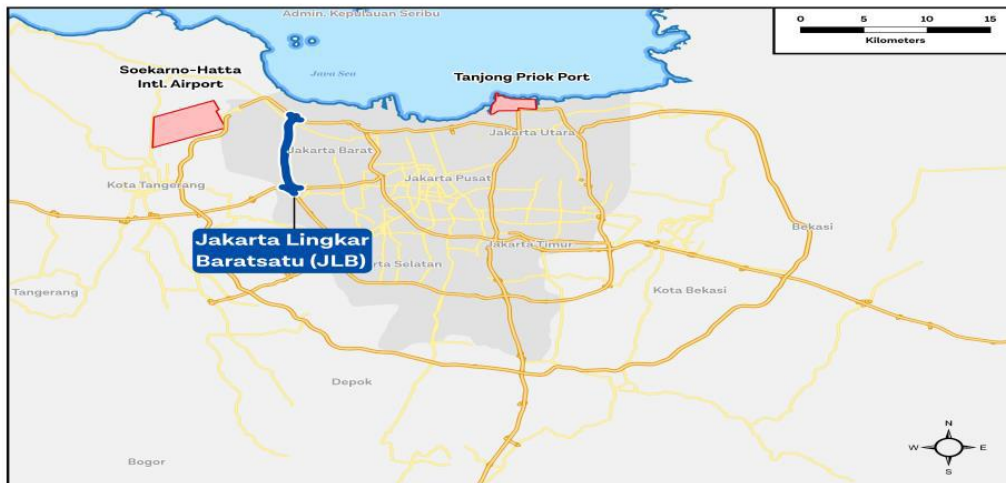 Admin. Kepulauan Seribu
0 5 10 15
Kilometers
Soekarno-Hatta
Intl. Airport
Java Sea
Tanjong Priok Port
Jakarta Utara
Jakarta Barat
Jakarta Pusat
Kota Tangerang
Bekasi
Jakarta Lingkar
Baratsatu (JLB)
Jakarta Timur
arta Selatan
Tangerang
Kota Bekasi
Depok
Bogor
N
W E
S